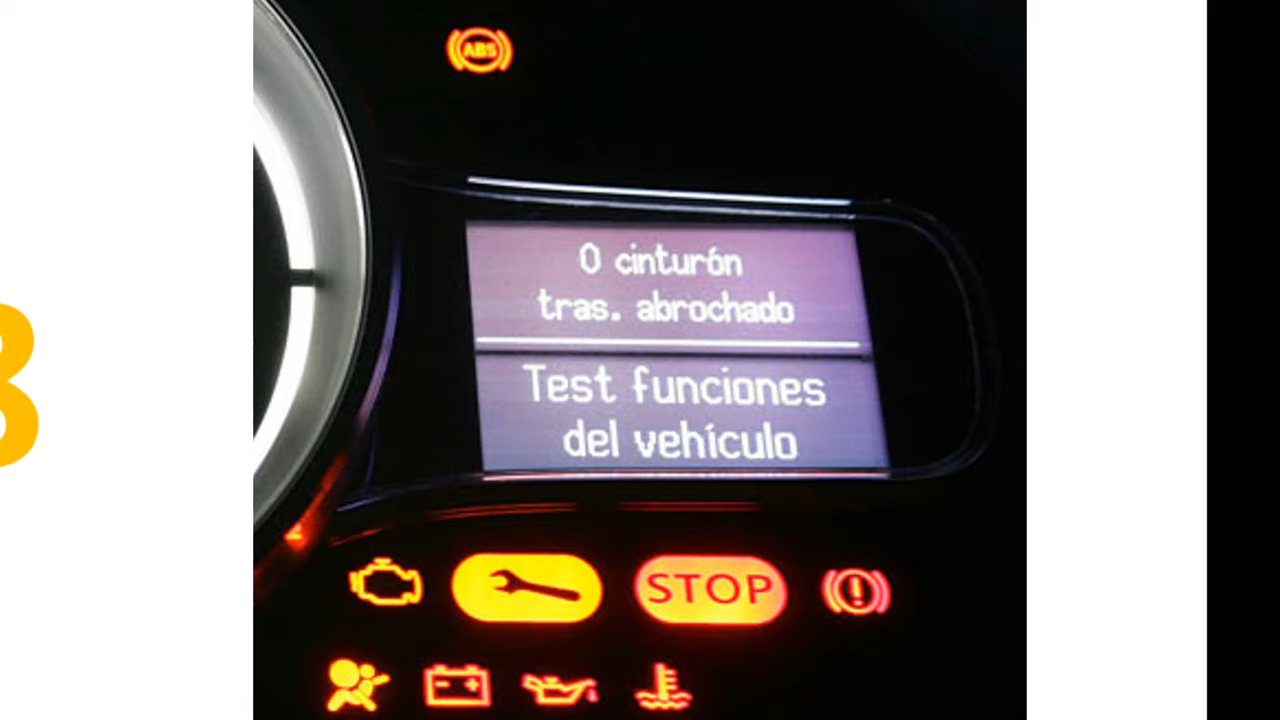 ABS
0 cinturón
tras. abrochado
Test funciones
del vehículo
STOP